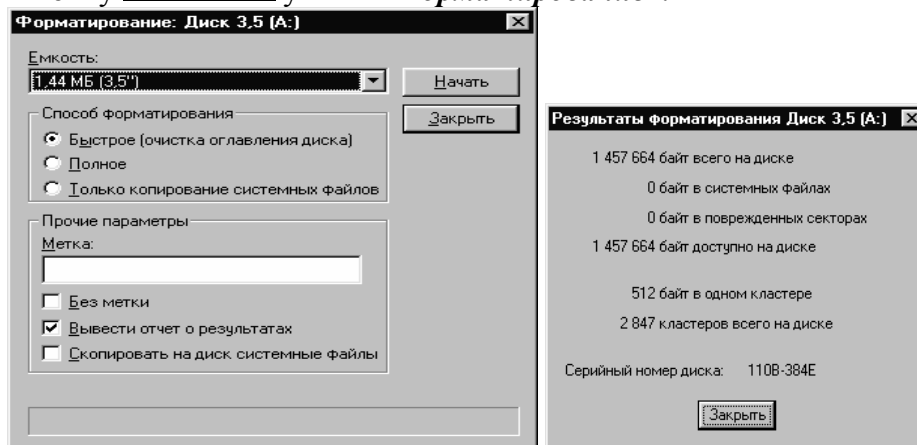 Форматирование: Диск 3,5 (A:)
Емкость:
1,44 МБ (3,5'')
Начать
Способ форматирования
Закрыть
Быстрое (очистка оглавления диска)
Полное
Только копирование системных файлов
Прочие параметры
Метка:
Без метки
Вывести отчет о результатах
Скопировать на диск системные файлы
Результаты форматирования Диск 3,5 (A:)
1 457 664 байт всего на диске
0 байт в системных файлах
0 байт в поврежденных секторах
1 457 664 байт доступно на диске
512 байт в одном кластере
2 847 кластеров всего на диске
Серийный номер диска: 110B-384E
Закрыть